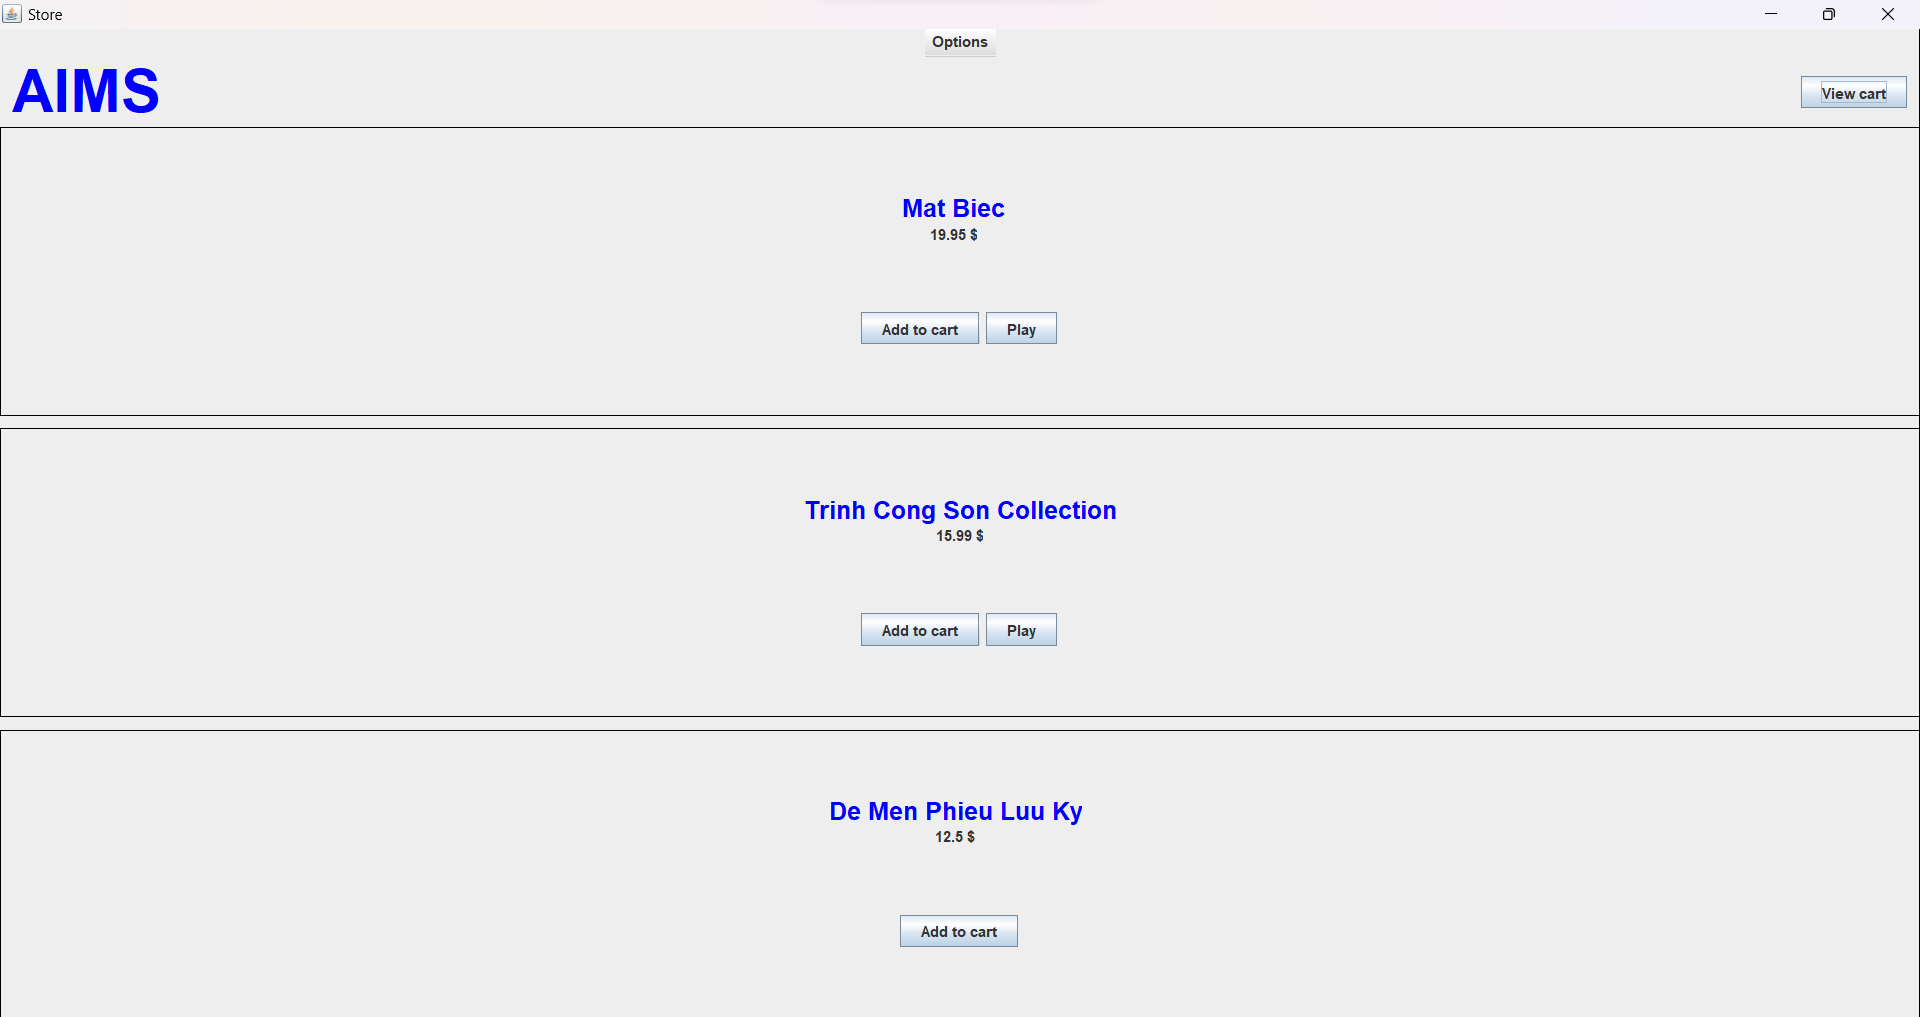 Store
Options
AIMS
View cart
Mat Biec
19.95 $
Add to cart Play
Trinh Cong Son Collection
15.99 $
Add to cart Play
De Men Phieu Luu Ky
12.5 $
Add to cart